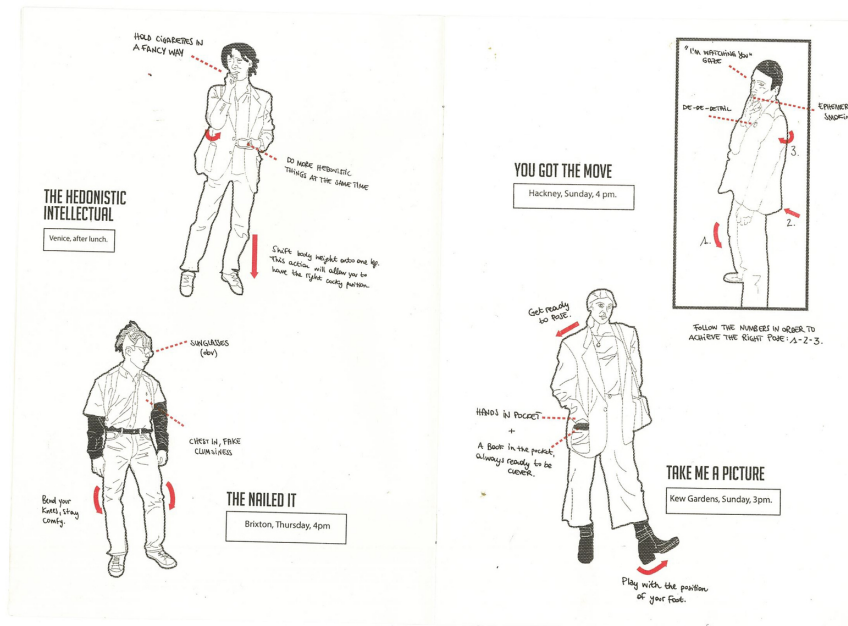 HOLD CIGARETTES IN
A FANCY WAY
DO MORE HEDONISTIC
THINGS AT THE SAME TIME
THE HEDONISTIC
INTELLECTUAL
Venice, after lunch.
Shift body height onto one hip.
This action will allow you to
have the right cocky position
SUNGLASSES
(obv)
CHEST IN, FAKE
CLUMSINESS
Bend your
knees, stay
comfy.
THE NAILED IT
Brixton, Thursday, 4pm
"I'M WATCHING YOU"
GAZE
DE-DE-DETAIL
EPHEMER
SMOKIN
3.
2.
1.
YOU GOT THE MOVE
Hackney, Sunday, 4 pm.
FOLLOW THE NUMBERS IN ORDER TO
ACHIEVE THE RIGHT POSE: 1-2-3.
Get ready
to POSE.
HANDS IN POCKET
+
A Book in the pocket,
always ready to be
CLEVER.
TAKE ME A PICTURE
Kew Gardens, Sunday, 3pm.
Play with the position
of your foot.